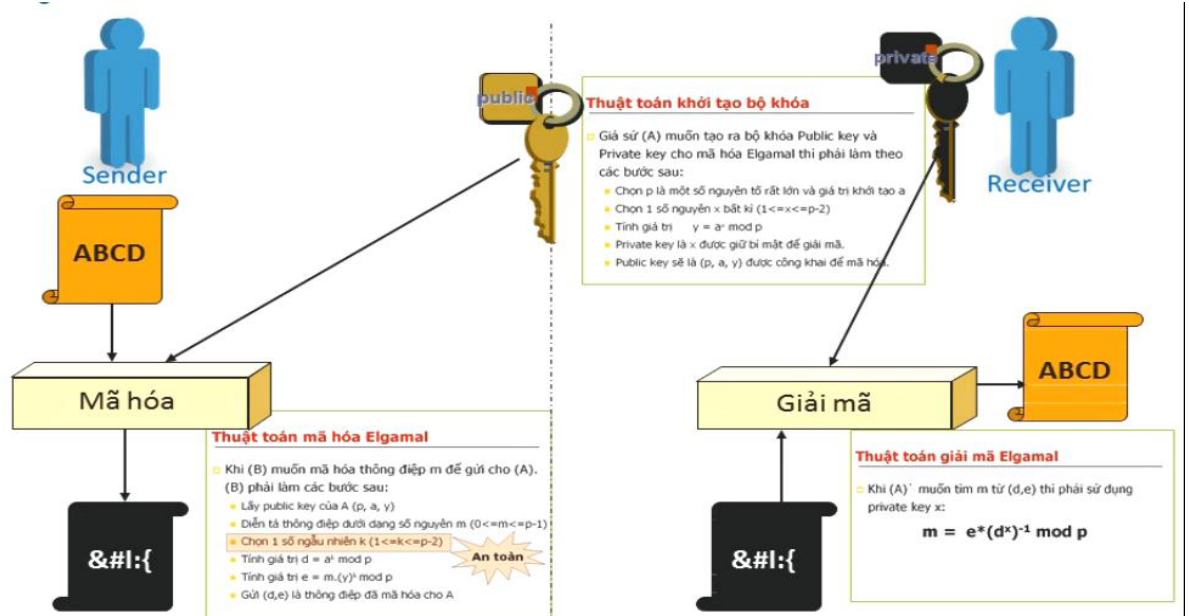 public
private
Sender
Receiver
Thuật toán khởi tạo bộ khóa
Giả sử (A) muốn tạo ra bộ khóa Public key và
Private key cho mã hóa Elgamal thì phải làm theo
các bước sau:
Chọn p là một số nguyên tố rất lớn và giá trị khởi tạo a
Chọn 1 số nguyên x bất kì (1<=x<=p-2)
Tính giá trị y = aˣ mod p
Private key là x được giữ bí mật để giải mã.
Public key sẽ là (p, a, y) được công khai để mã hóa.
ABCD
Mã hóa
Thuật toán mã hóa Elgamal
Khi (B) muốn mã hóa thông điệp m để gửi cho (A).
(B) phải làm các bước sau:
Lấy public key của A (p, a, y)
Diễn tả thông điệp dưới dạng số nguyên m (0<=m<=p-1)
Chọn 1 số ngẫu nhiên k (1<=k<=p-2)
An toàn
Tính giá trị d = aᵏ mod p
Tính giá trị e = m.(y)ᵏ mod p
Gửi (d,e) là thông điệp đã mã hóa cho A
&#I:{
Giải mã
ABCD
Thuật toán giải mã Elgamal
Khi (A)` muốn tìm m từ (d,e) thì phải sử dụng
private key x:
m = e*(dˣ)⁻¹ mod p
&#I:{